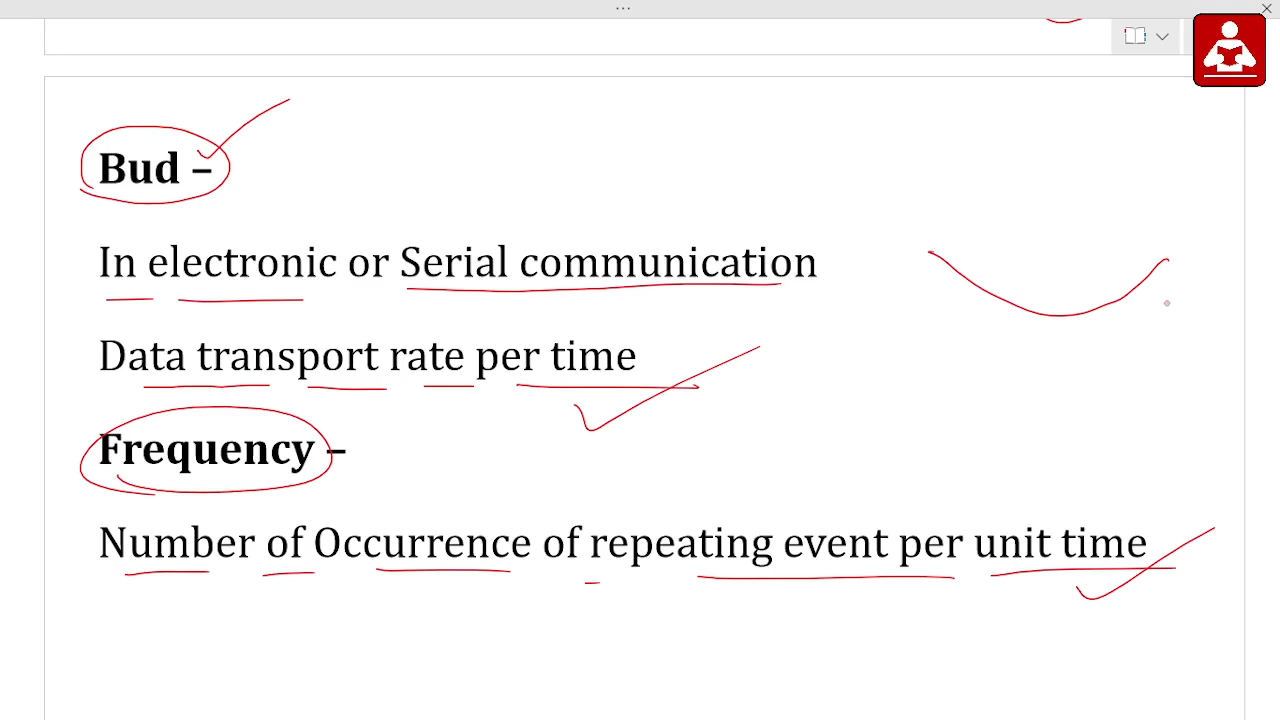 Bud –
In electronic or Serial communication
Data transport rate per time
Frequency –
Number of Occurrence of repeating event per unit time